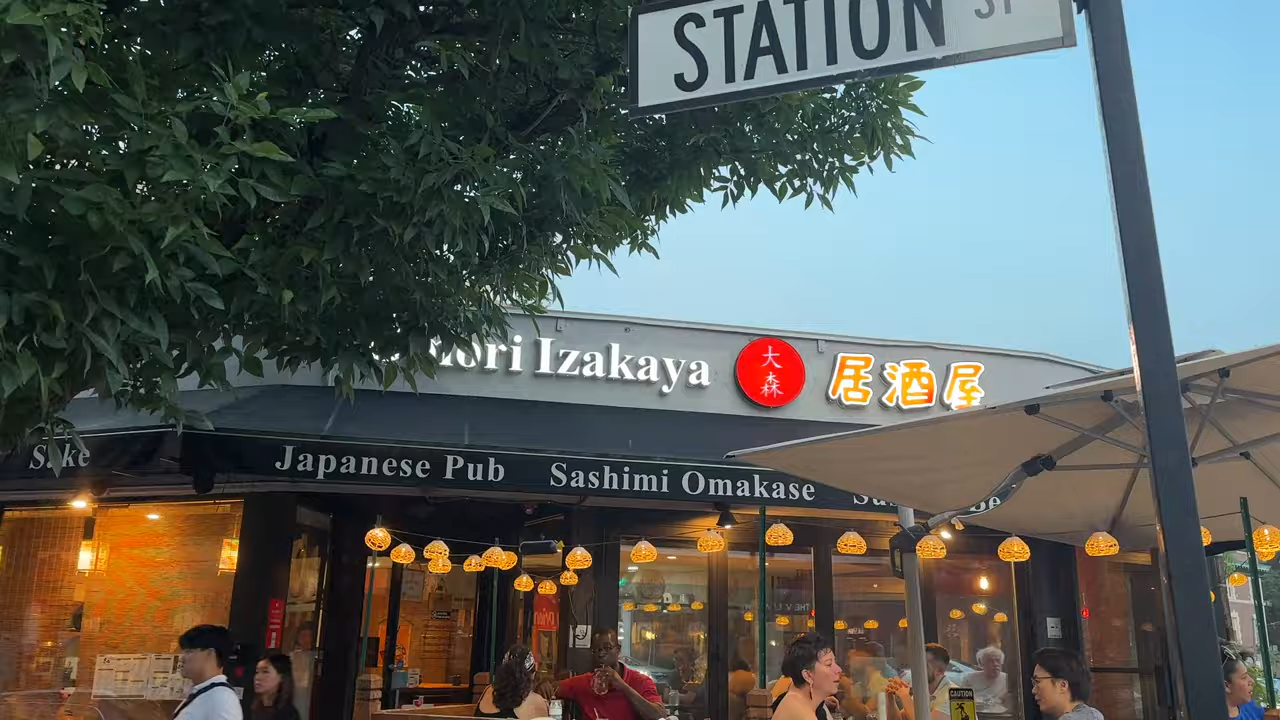 STATION ST
Izakaya
大森
居酒屋
Sake
Japanese Pub
Sashimi Omakase
CAUTION